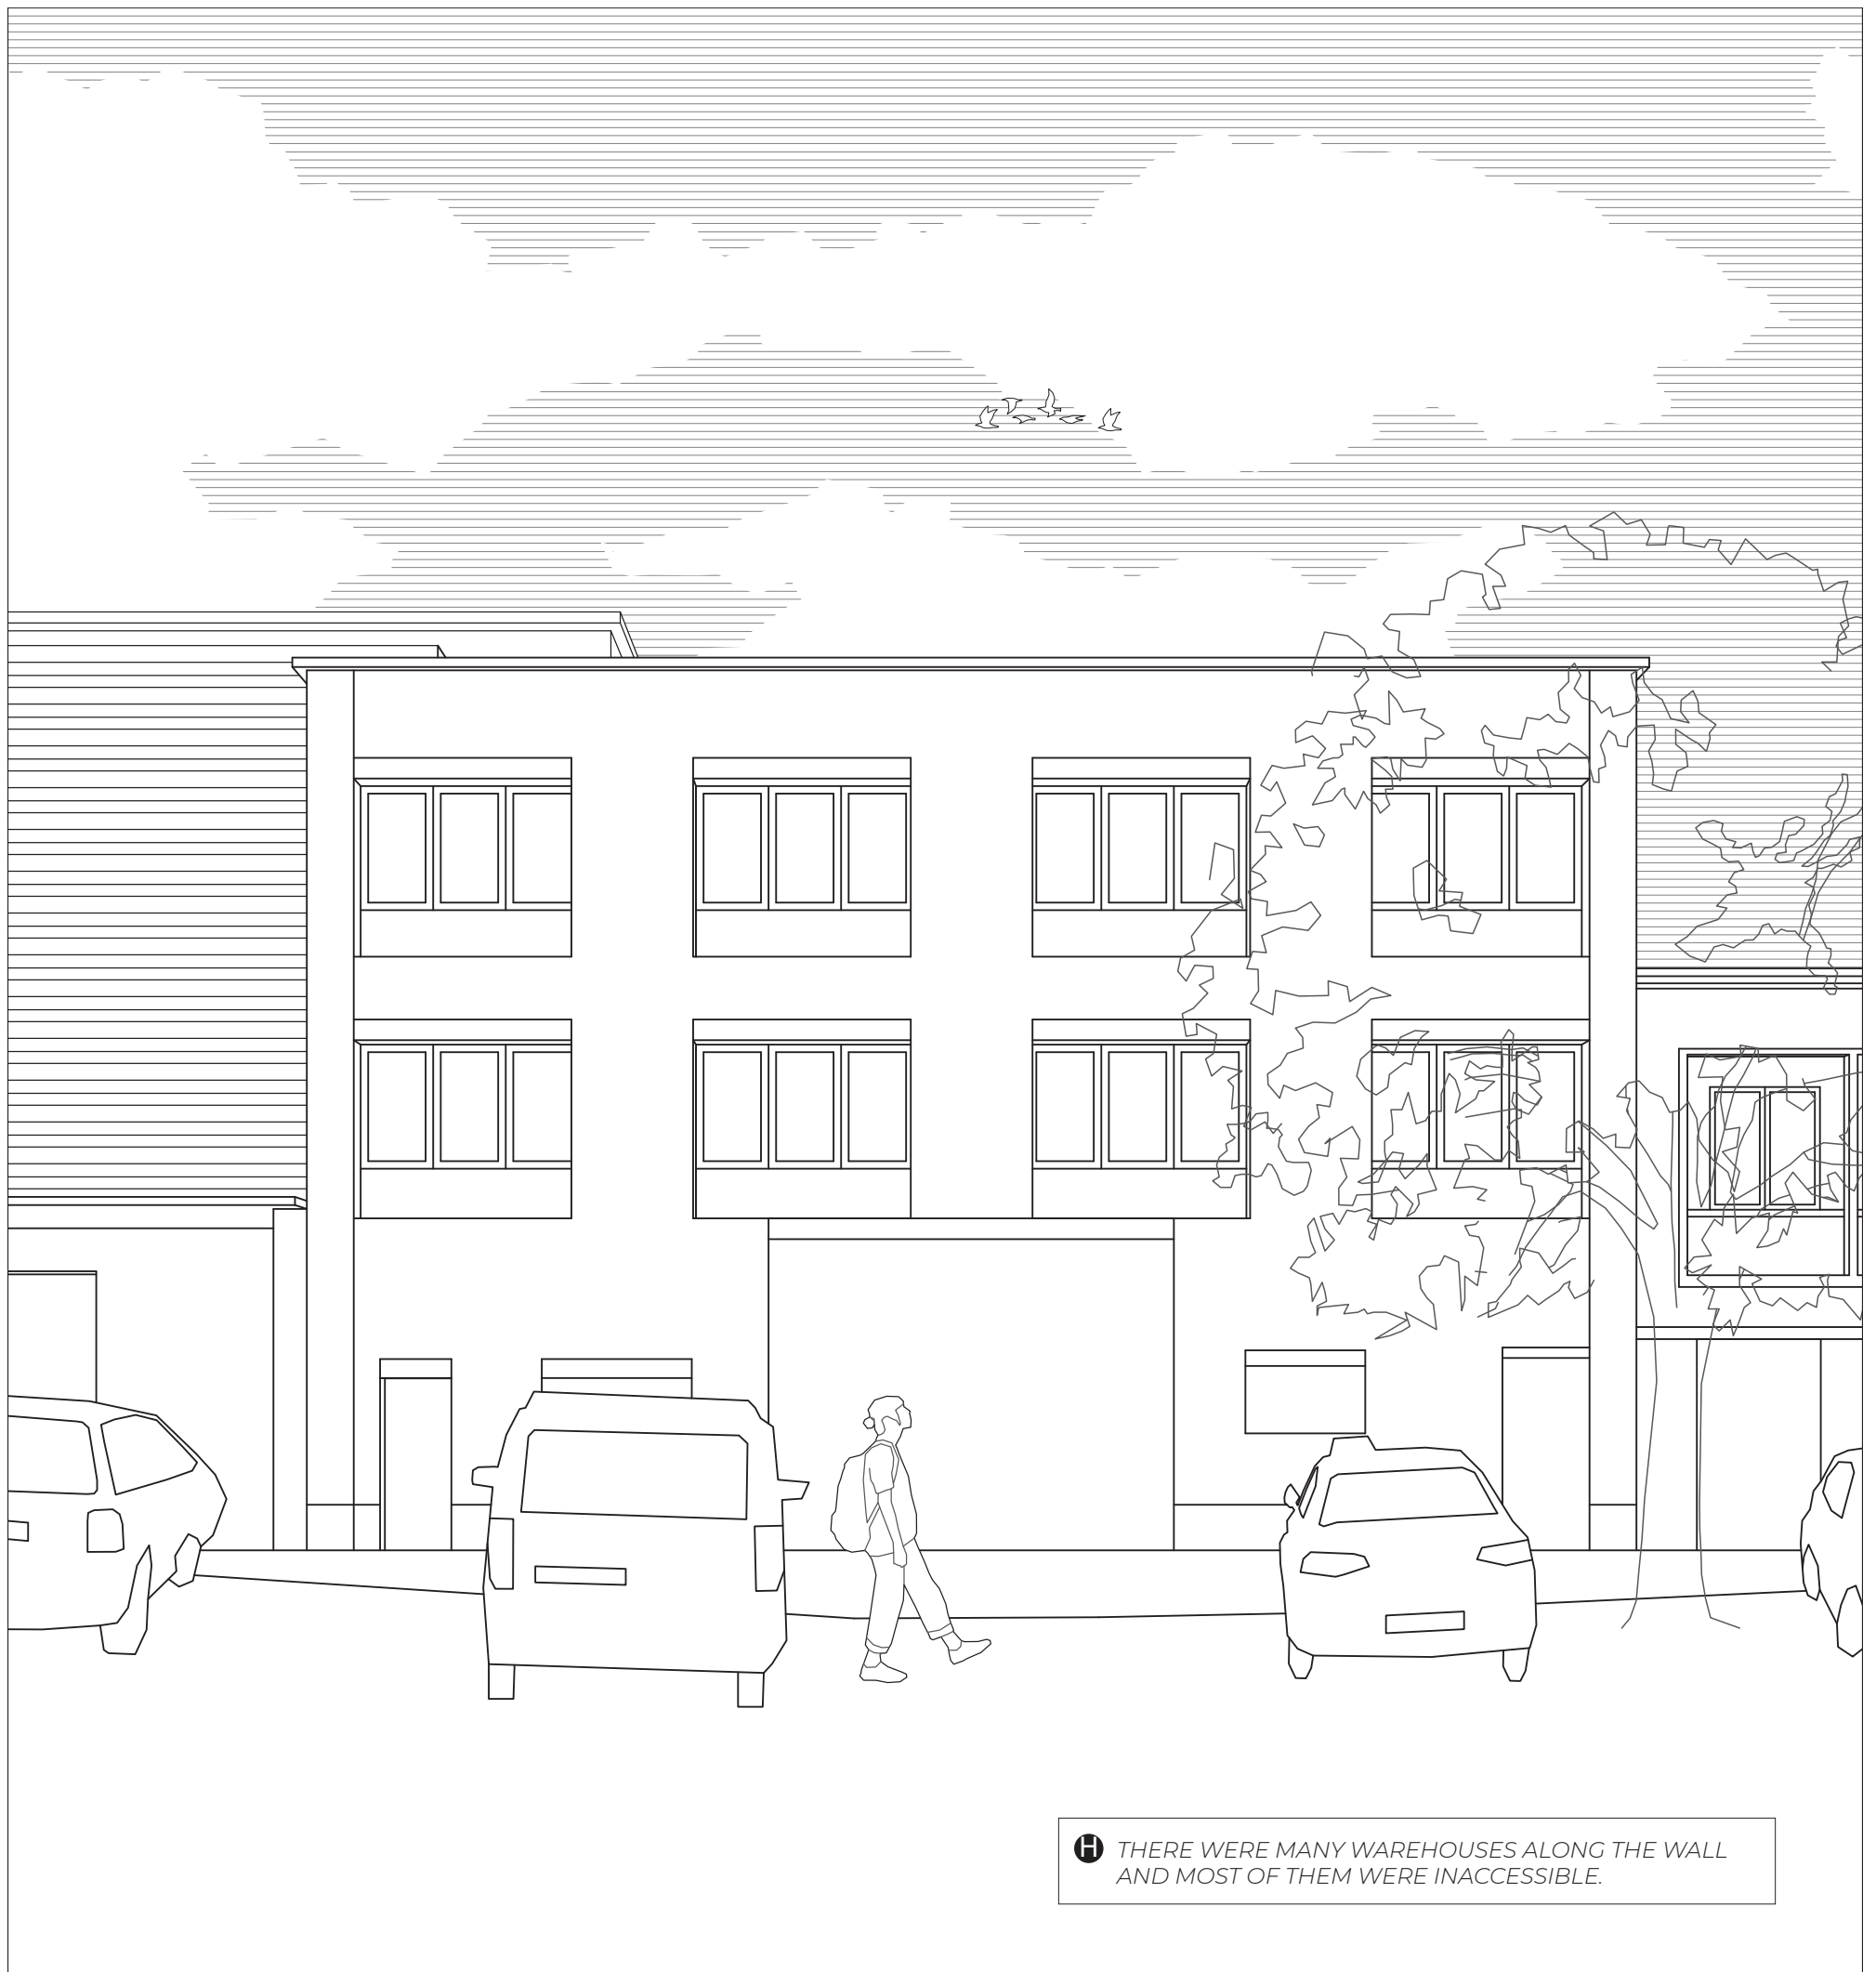 H THERE WERE MANY WAREHOUSES ALONG THE WALL
AND MOST OF THEM WERE INACCESSIBLE.